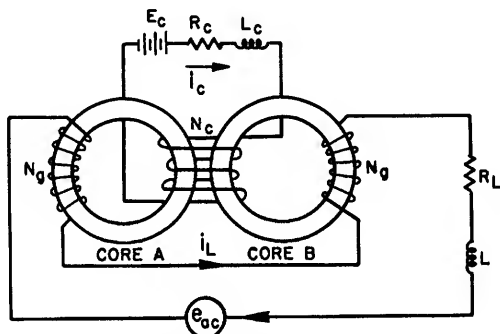 E_c R_c L_c
i_c
N_c
N_g N_g
R_L
CORE A i_L CORE B
L
e_ac